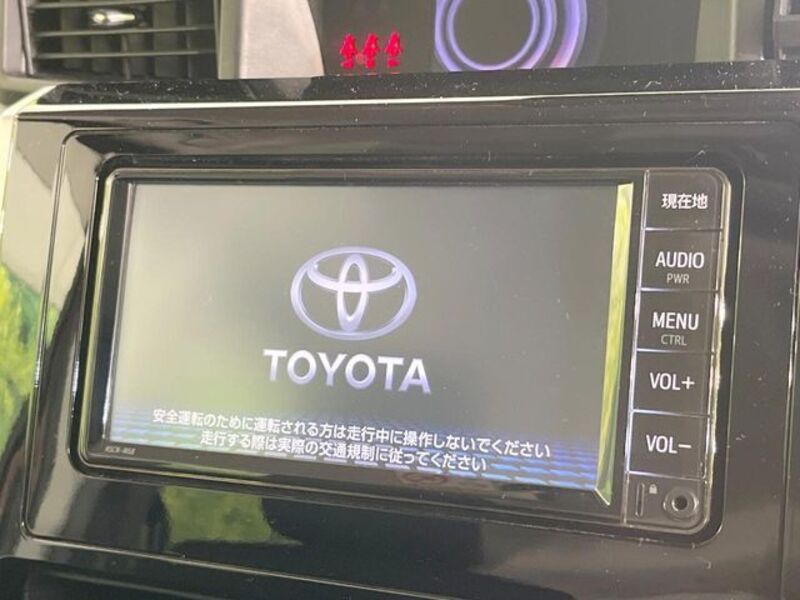 TOYOTA
安全運転のために運転される方は走行中に操作しないでください
走行する際は実際の交通規制に従ってください
現在地
AUDIO
PWR
MENU
CTRL
VOL+
VOL−